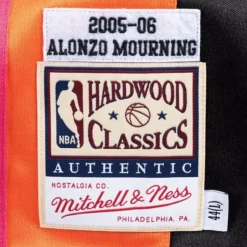 2005-06
ALONZO MOURNING
NBA
HARDWOOD
CLASSICS
AUTHENTIC
NOSTALGIA CO.
Mitchell & Ness
PHILADELPHIA, PA.
44(L)